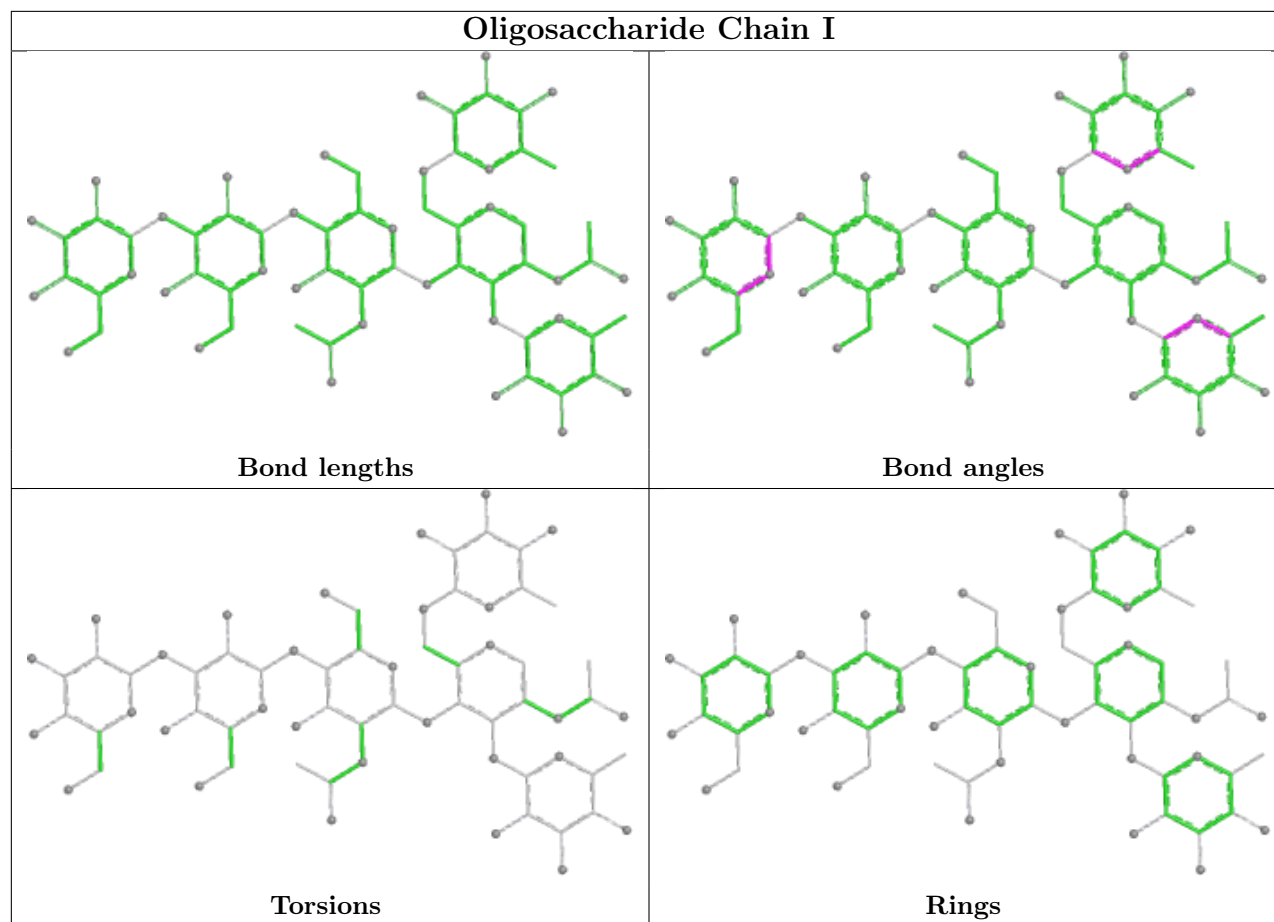 Oligosaccharide Chain I
Bond lengths
Bond angles
Torsions
Rings